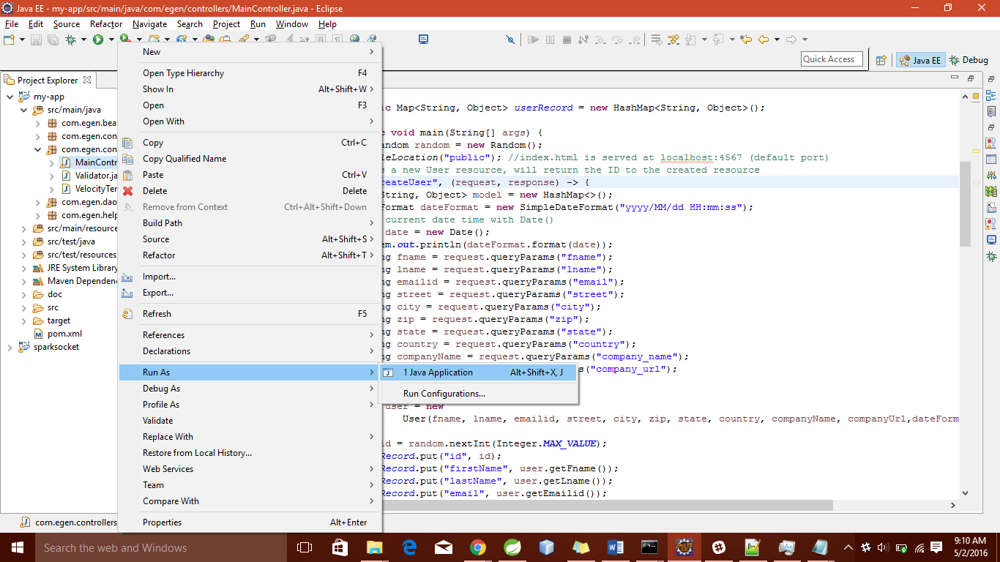 Java EE - my-app/src/main/java/com/egen/controllers/MainController.java - Eclipse
File Edit Source Refactor Navigate Search Project Run Window Help
Quick Access
Java EE
Debug
Project Explorer
my-app
src/main/java
com.egen.bea
com.egen.con
com.egen.con
MainContr
Validator.ja
VelocityTer
com.egen.dao
com.egen.help
src/main/resource
src/test/java
src/test/resources
JRE System Library
Maven Dependenc
doc
src
target
pom.xml
sparksocket
New
Open Type Hierarchy F4
Show In Alt+Shift+W
Open F3
Open With
Copy Ctrl+C
Copy Qualified Name
Paste Ctrl+V
Delete Delete
Remove from Context Ctrl+Alt+Shift+Down
Build Path
Source Alt+Shift+S
Refactor Alt+Shift+T
Import...
Export...
Refresh F5
References
Declarations
Run As
Debug As
Profile As
Validate
Replace With
Restore from Local History...
Web Services
Team
Compare With
Properties Alt+Enter
1 Java Application Alt+Shift+X, J
Run Configurations...
ic Map<String, Object> userRecord = new HashMap<String, Object>();
c void main(String[] args) {
andom random = new Random();
leLocation("public"); //index.html is served at localhost:4567 (default port)
s a new User resource, will return the ID to the created resource
reateUser", (request, response) -> {
String, Object> model = new HashMap<>();
Format dateFormat = new SimpleDateFormat("yyyy/MM/dd HH:mm:ss");
current date time with Date()
date = new Date();
em.out.println(dateFormat.format(date));
ng fname = request.queryParams("fname");
ng lname = request.queryParams("lname");
ng emailid = request.queryParams("email");
ng street = request.queryParams("street");
ng city = request.queryParams("city");
ng zip = request.queryParams("zip");
ng state = request.queryParams("state");
ng country = request.queryParams("country");
ng companyName = request.queryParams("company_name");
s("company_url");
user = new
User(fname, lname, emailid, street, city, zip, state, country, companyName, companyUrl,dateForm
id = random.nextInt(Integer.MAX_VALUE);
Record.put("id", id);
Record.put("firstName", user.getFname());
Record.put("lastName", user.getLname());
Record.put("email", user.getEmailid());
com.egen.controllers
Search the web and Windows
9:10 AM
5/2/2016